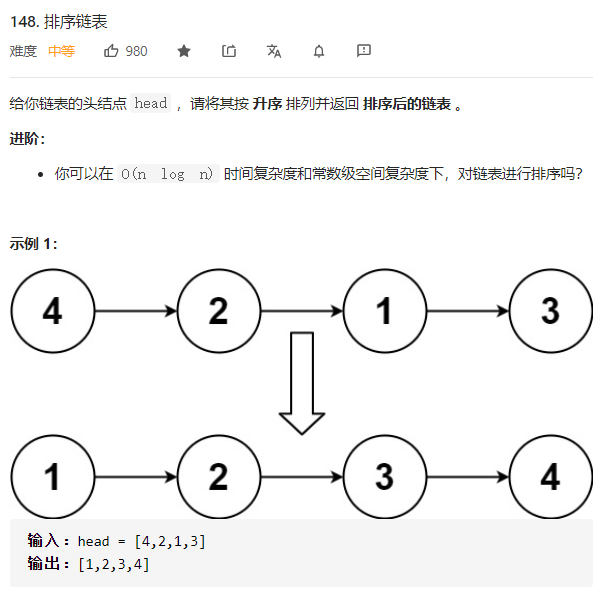 148. 排序链表
难度 中等 980
给你链表的头结点 head ，请将其按 升序 排列并返回 排序后的链表 。
进阶：
你可以在 O(n log n) 时间复杂度和常数级空间复杂度下，对链表进行排序吗？
示例 1：
4 2 1 3
1 2 3 4
输入：head = [4,2,1,3]
输出：[1,2,3,4]